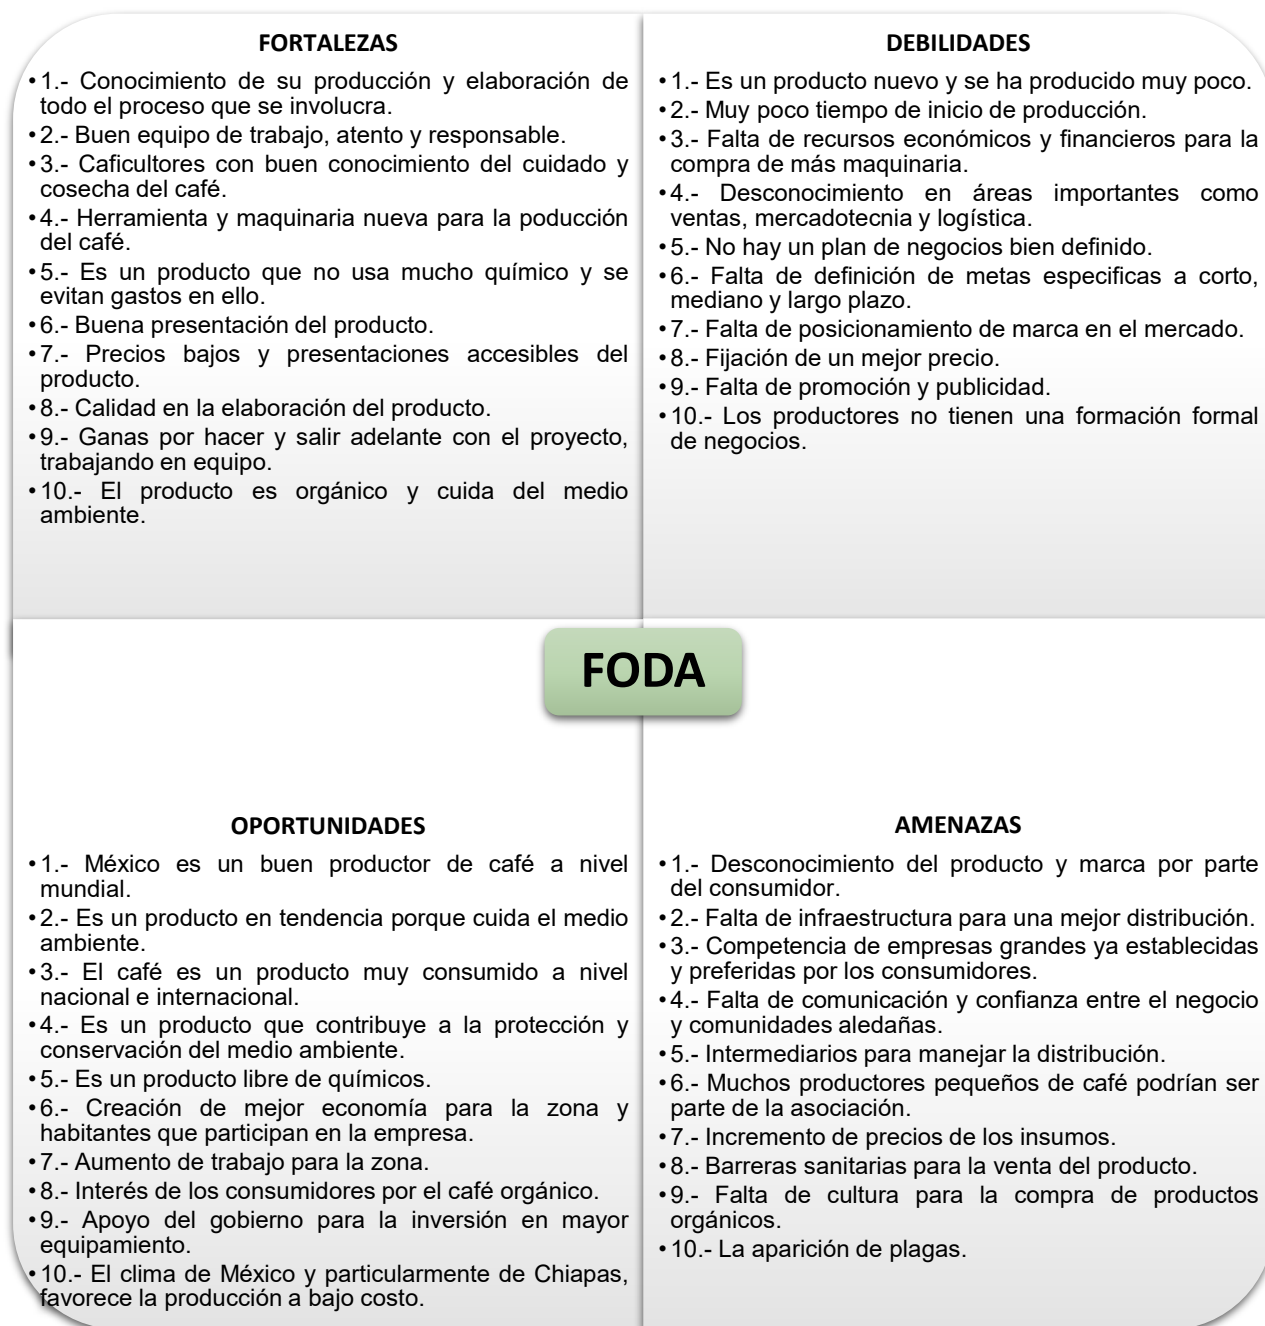 FORTALEZAS
•1.- Conocimiento de su producción y elaboración de
todo el proceso que se involucra.
•2.- Buen equipo de trabajo, atento y responsable.
•3.- Caficultores con buen conocimiento del cuidado y
cosecha del café.
•4.- Herramienta y maquinaria nueva para la poducción
del café.
•5.- Es un producto que no usa mucho químico y se
evitan gastos en ello.
•6.- Buena presentación del producto.
•7.- Precios bajos y presentaciones accesibles del
producto.
•8.- Calidad en la elaboración del producto.
•9.- Ganas por hacer y salir adelante con el proyecto,
trabajando en equipo.
•10.- El producto es orgánico y cuida del medio
ambiente.
DEBILIDADES
•1.- Es un producto nuevo y se ha producido muy poco.
•2.- Muy poco tiempo de inicio de producción.
•3.- Falta de recursos económicos y financieros para la
compra de más maquinaria.
•4.- Desconocimiento en áreas importantes como
ventas, mercadotecnia y logística.
•5.- No hay un plan de negocios bien definido.
•6.- Falta de definición de metas especificas a corto,
mediano y largo plazo.
•7.- Falta de posicionamiento de marca en el mercado.
•8.- Fijación de un mejor precio.
•9.- Falta de promoción y publicidad.
•10.- Los productores no tienen una formación formal
de negocios.
FODA
OPORTUNIDADES
•1.- México es un buen productor de café a nivel
mundial.
•2.- Es un producto en tendencia porque cuida el medio
ambiente.
•3.- El café es un producto muy consumido a nivel
nacional e internacional.
•4.- Es un producto que contribuye a la protección y
conservación del medio ambiente.
•5.- Es un producto libre de químicos.
•6.- Creación de mejor economía para la zona y
habitantes que participan en la empresa.
•7.- Aumento de trabajo para la zona.
•8.- Interés de los consumidores por el café orgánico.
•9.- Apoyo del gobierno para la inversión en mayor
equipamiento.
•10.- El clima de México y particularmente de Chiapas,
favorece la producción a bajo costo.
AMENAZAS
•1.- Desconocimiento del producto y marca por parte
del consumidor.
•2.- Falta de infraestructura para una mejor distribución.
•3.- Competencia de empresas grandes ya establecidas
y preferidas por los consumidores.
•4.- Falta de comunicación y confianza entre el negocio
y comunidades aledañas.
•5.- Intermediarios para manejar la distribución.
•6.- Muchos productores pequeños de café podrían ser
parte de la asociación.
•7.- Incremento de precios de los insumos.
•8.- Barreras sanitarias para la venta del producto.
•9.- Falta de cultura para la compra de productos
orgánicos.
•10.- La aparición de plagas.